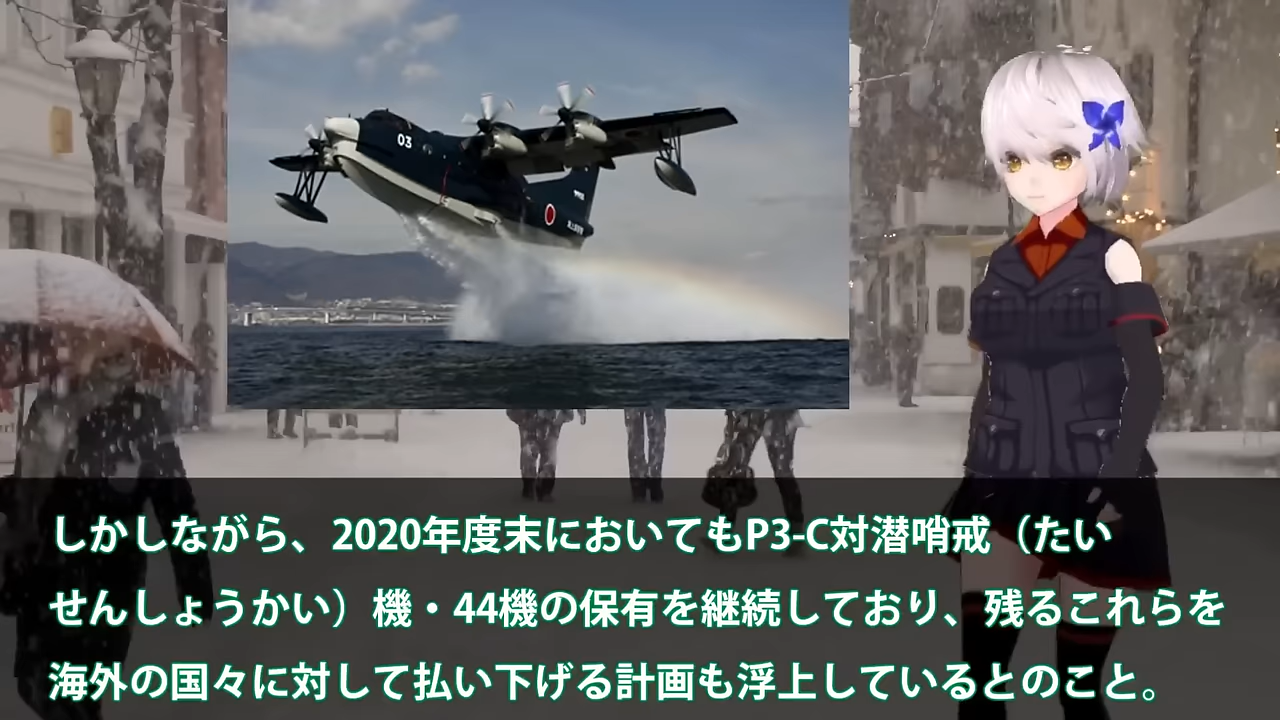 03
しかしながら、2020年度末においてもP3-C対潜哨戒（たい
せんしょうかい）機・44機の保有を継続しており、残るこれらを
海外の国々に対して払い下げる計画も浮上しているとのこと。